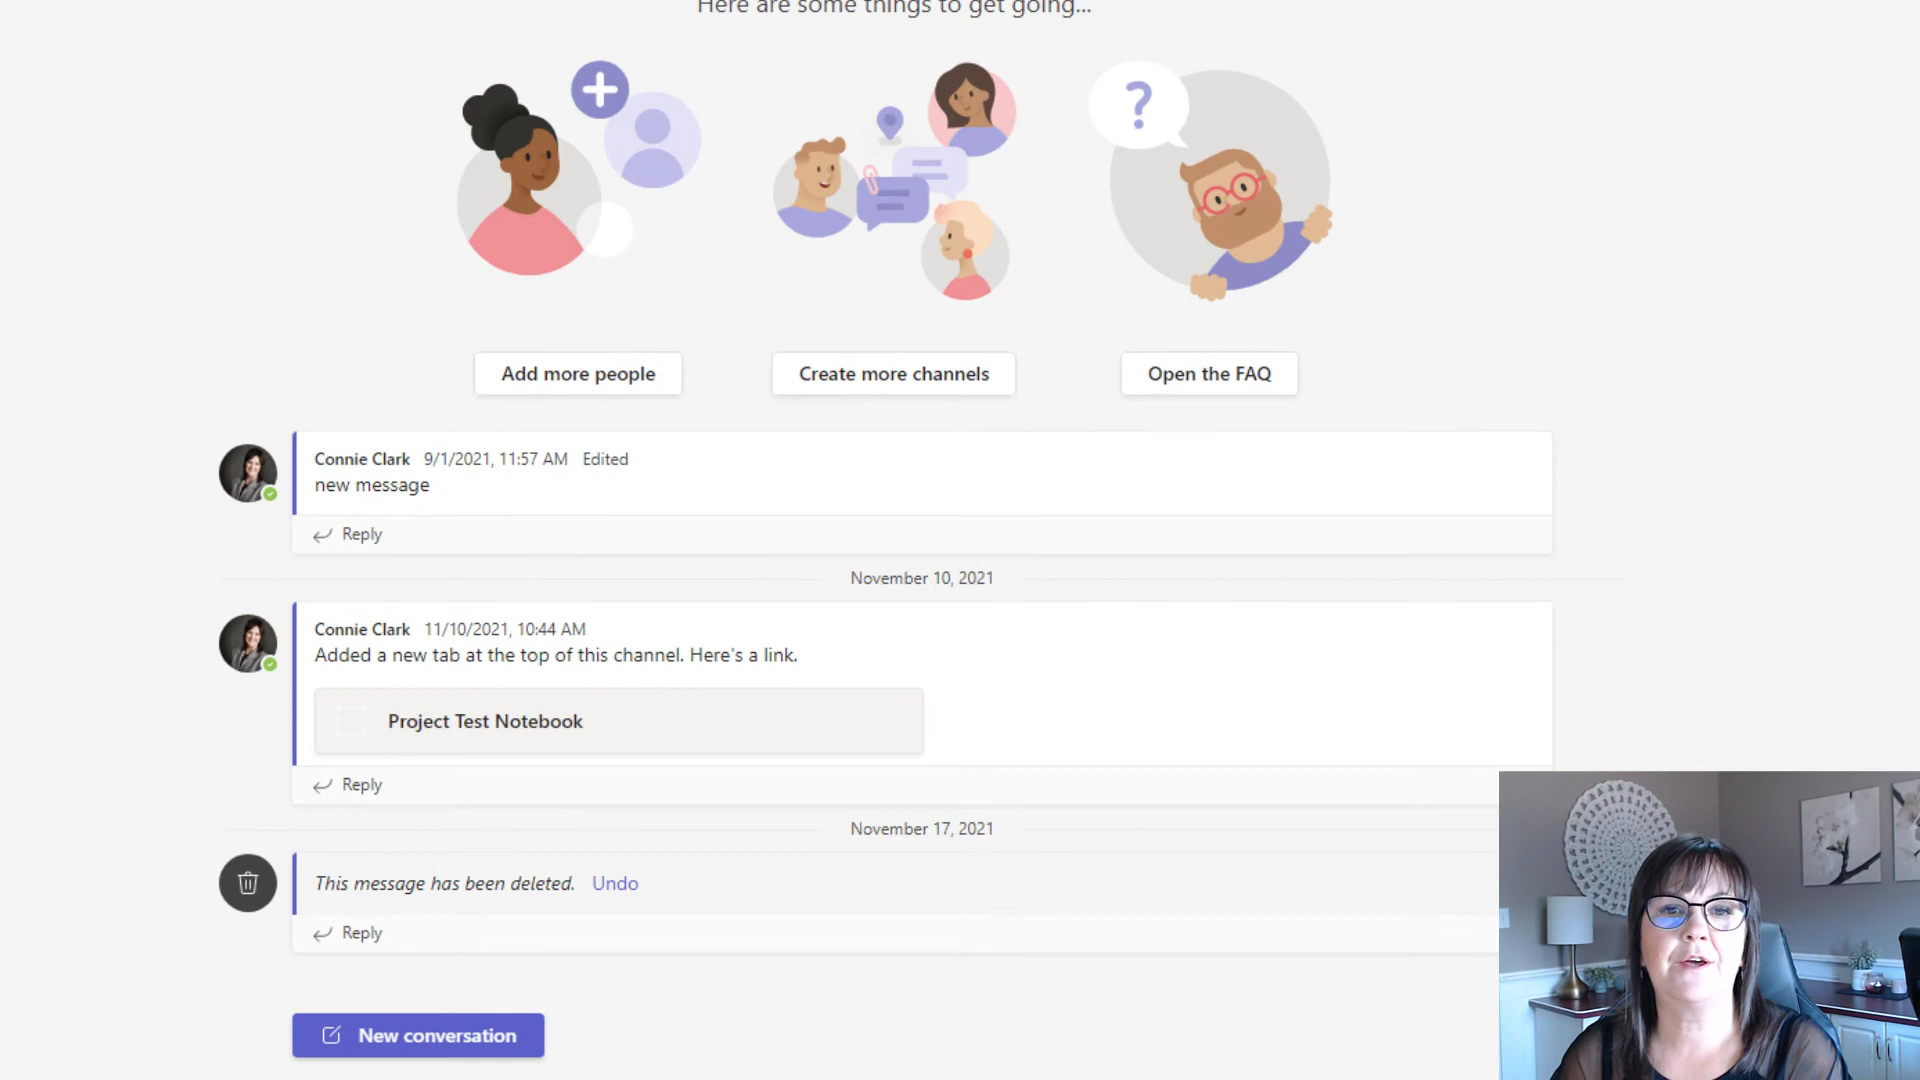 Here are some things to get going...
?
Add more people
Create more channels
Open the FAQ
Connie Clark 9/1/2021, 11:57 AM Edited
new message
Reply
November 10, 2021
Connie Clark 11/10/2021, 10:44 AM
Added a new tab at the top of this channel. Here's a link.
Project Test Notebook
Reply
November 17, 2021
This message has been deleted. Undo
Reply
New conversation